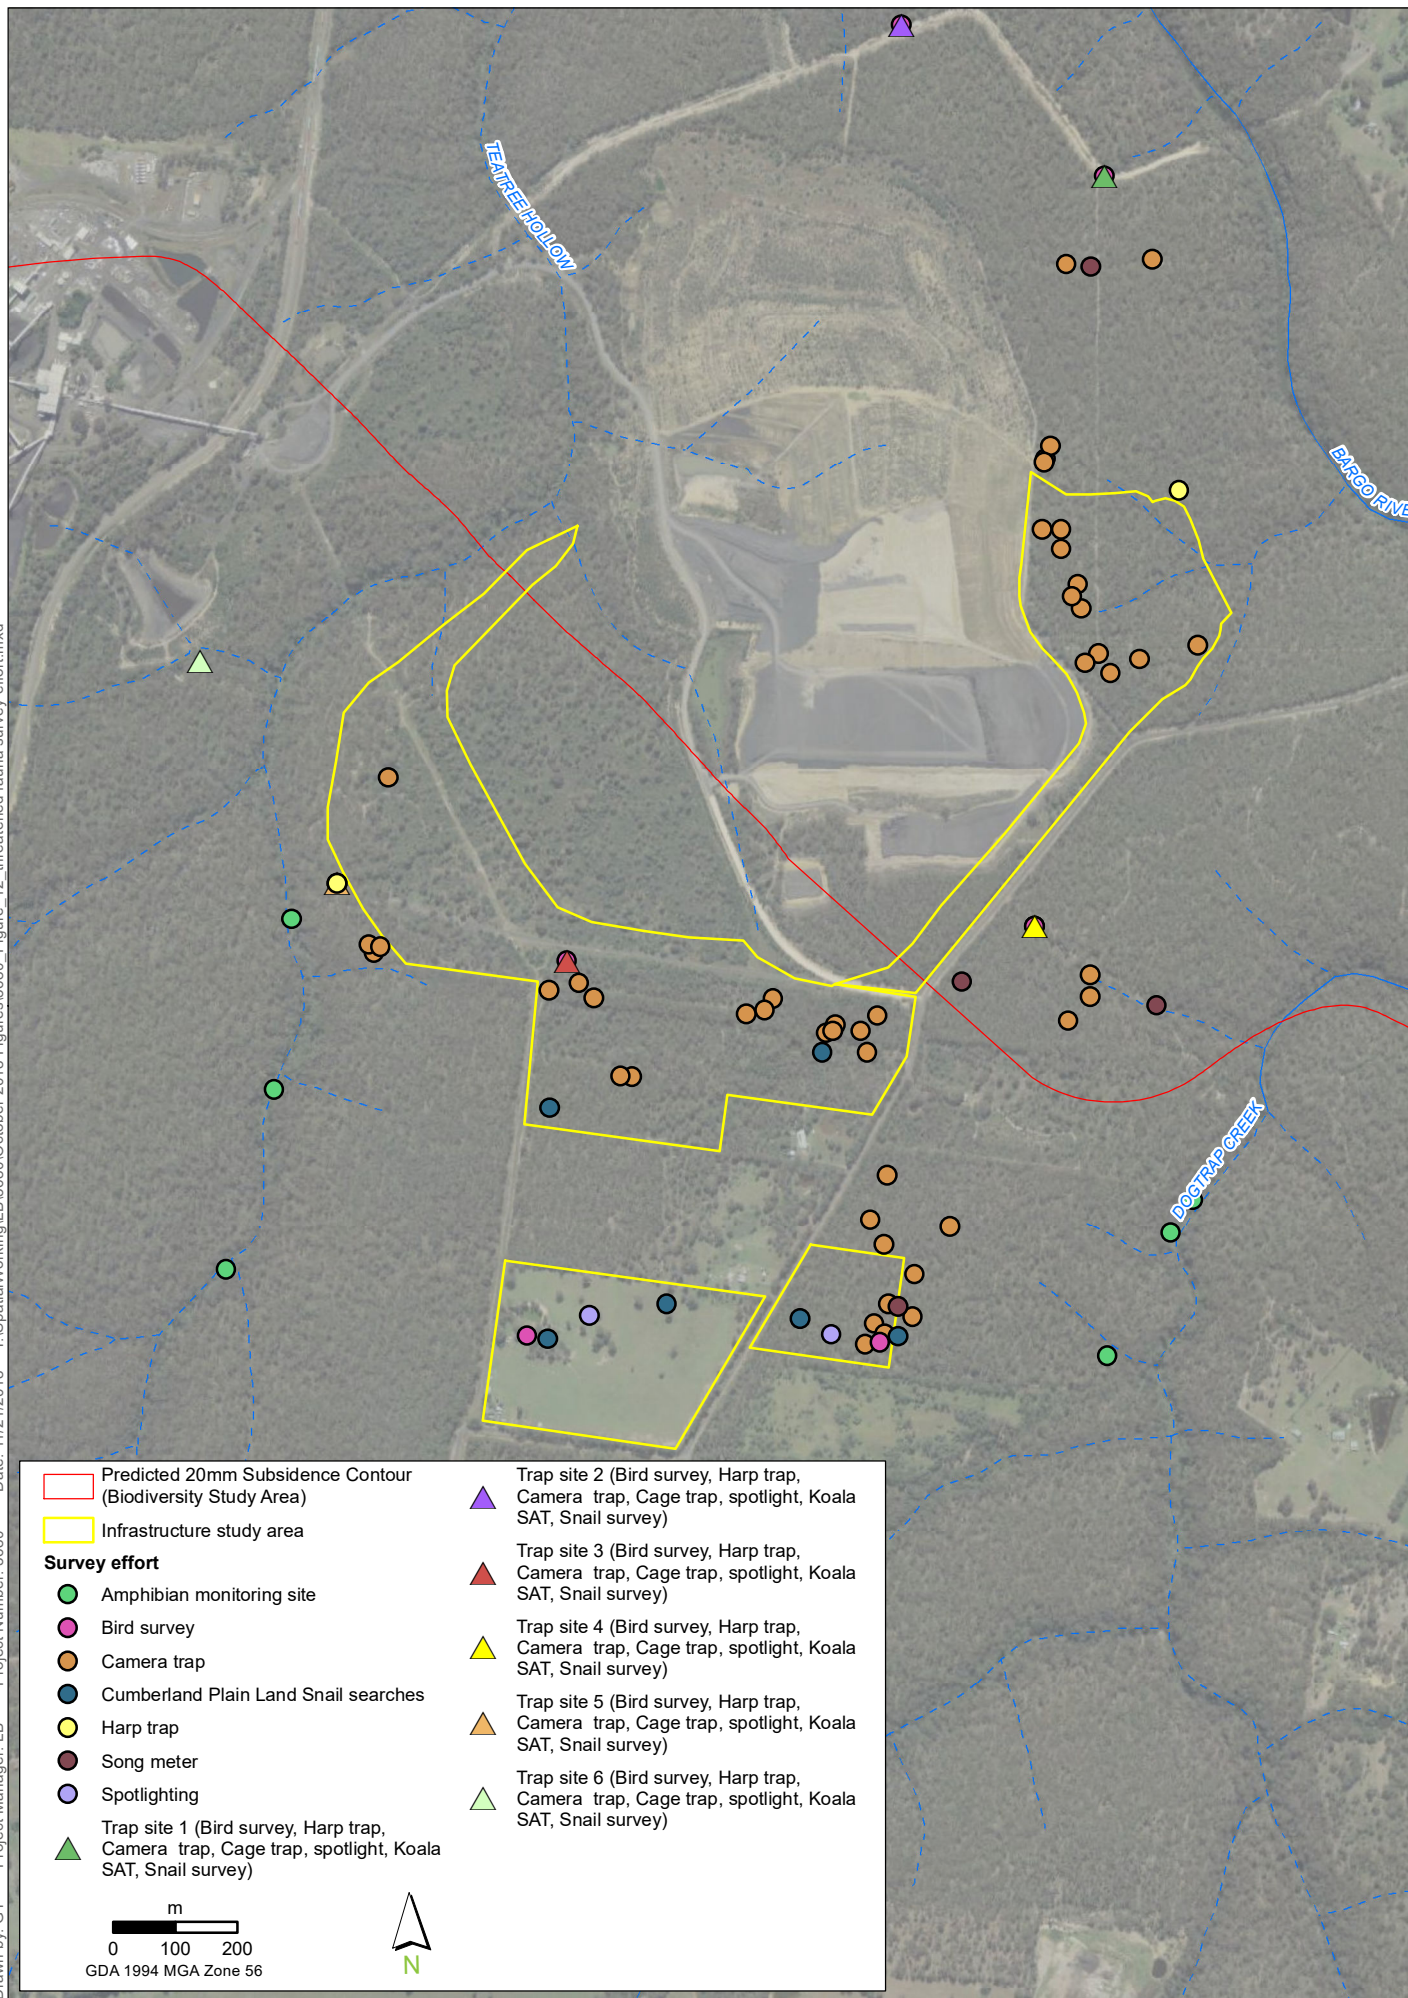 TEATREE HOLLOW
BARGO RIVE
DOGTRAP CREEK
Predicted 20mm Subsidence Contour
(Biodiversity Study Area)
Infrastructure study area
Survey effort
Amphibian monitoring site
Bird survey
Camera trap
Cumberland Plain Land Snail searches
Harp trap
Song meter
Spotlighting
Trap site 1 (Bird survey, Harp trap,
Camera trap, Cage trap, spotlight, Koala
SAT, Snail survey)
Trap site 2 (Bird survey, Harp trap,
Camera trap, Cage trap, spotlight, Koala
SAT, Snail survey)
Trap site 3 (Bird survey, Harp trap,
Camera trap, Cage trap, spotlight, Koala
SAT, Snail survey)
Trap site 4 (Bird survey, Harp trap,
Camera trap, Cage trap, spotlight, Koala
SAT, Snail survey)
Trap site 5 (Bird survey, Harp trap,
Camera trap, Cage trap, spotlight, Koala
SAT, Snail survey)
Trap site 6 (Bird survey, Harp trap,
Camera trap, Cage trap, spotlight, Koala
SAT, Snail survey)
m
0 100 200
GDA 1994 MGA Zone 56
N